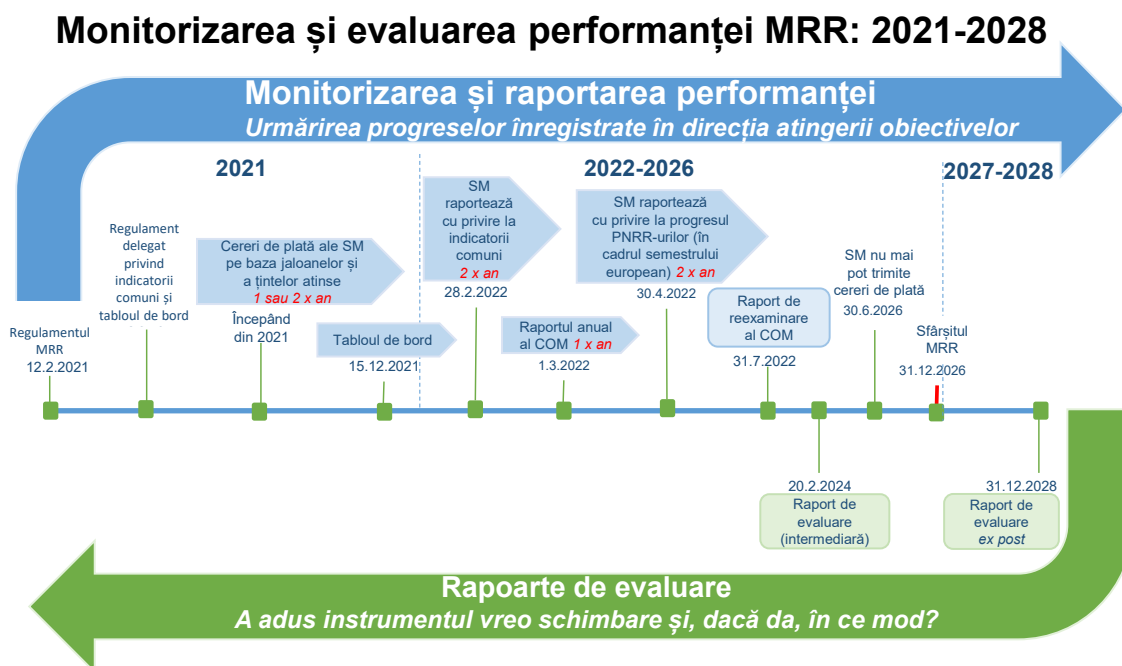 Monitorizarea și evaluarea performanței MRR: 2021-2028
Monitorizarea și raportarea performanței
Urmărirea progreselor înregistrate în direcția atingerii obiectivelor
2021
2022-2026
2027-2028
Regulamentul
MRR
12.2.2021
Regulament
delegat
privind
indicatorii
comuni și
tabloul de bord
Cereri de plată ale SM
pe baza jaloanelor și
a țintelor atinse
1 sau 2 x an
Începând
din 2021
Tabloul de bord
15.12.2021
SM
raportează
cu privire la
indicatorii
comuni
2 x an
28.2.2022
Raportul anual
al COM 1 x an
1.3.2022
SM raportează
cu privire la progresul
PNRR-urilor (în
cadrul semestrului
european) 2 x an
30.4.2022
Raport de
reexaminare
al COM
31.7.2022
SM nu mai
pot trimite
cereri de plată
30.6.2026
Sfârșitul
MRR
31.12.2026
20.2.2024
Raport de
evaluare
(intermediară)
31.12.2028
Raport de
evaluare
ex post
Rapoarte de evaluare
A adus instrumentul vreo schimbare și, dacă da, în ce mod?